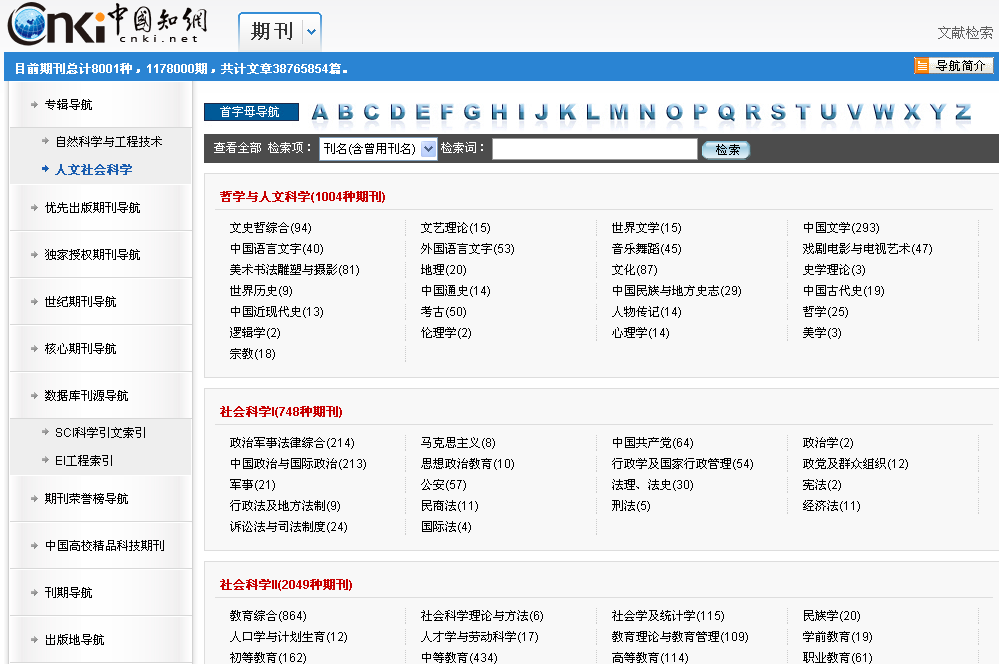 Cnki中國知網
cnki.net
期刊
文献检索
目前期刊总计8001种，1178000期，共计文章38765854篇。
导航简介
专辑导航
自然科学与工程技术
人文社会科学
优先出版期刊导航
独家授权期刊导航
世纪期刊导航
核心期刊导航
数据库刊源导航
SCI科学引文索引
EI工程索引
期刊荣誉榜导航
中国高校精品科技期刊
刊期导航
出版地导航
首字母导航 A B C D E F G H I J K L M N O P Q R S T U V W X Y Z
查看全部 检索项： 刊名(含曾用刊名) 检索词： 检索
哲学与人文科学(1004种期刊)
文史哲综合(94) 文艺理论(15) 世界文学(15) 中国文学(293)
中国语言文字(40) 外国语言文字(53) 音乐舞蹈(45) 戏剧电影与电视艺术(47)
美术书法雕塑与摄影(81) 地理(20) 文化(87) 史学理论(3)
世界历史(9) 中国通史(14) 中国民族与地方史志(29) 中国古代史(19)
中国近现代史(13) 考古(50) 人物传记(14) 哲学(25)
逻辑学(2) 伦理学(2) 心理学(14) 美学(3)
宗教(18)
社会科学I(748种期刊)
政治军事法律综合(214) 马克思主义(8) 中国共产党(64) 政治学(2)
中国政治与国际政治(213) 思想政治教育(10) 行政学及国家行政管理(54) 政党及群众组织(12)
军事(21) 公安(57) 法理、法史(30) 宪法(2)
行政法及地方法制(9) 民商法(11) 刑法(5) 经济法(11)
诉讼法与司法制度(24) 国际法(4)
社会科学II(2049种期刊)
教育综合(864) 社会科学理论与方法(6) 社会学及统计学(115) 民族学(20)
人口学与计划生育(12) 人才学与劳动科学(17) 教育理论与教育管理(109) 学前教育(19)
初等教育(162) 中等教育(434) 高等教育(114) 职业教育(61)